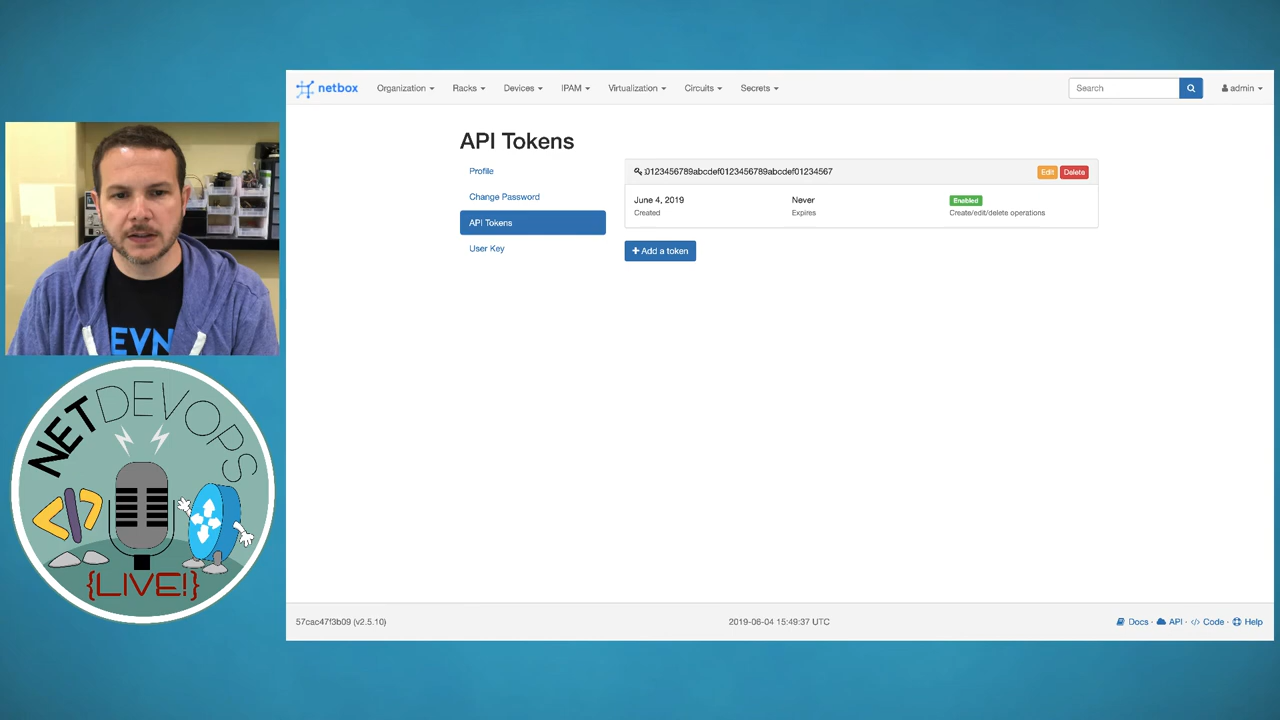 netbox Organization Racks Devices IPAM Virtualization Circuits Secrets Search admin
API Tokens
Profile
Change Password
API Tokens
User Key
0123456789abcdef0123456789abcdef01234567 Edit Delete
June 4, 2019 Never Enabled
Created Expires Create/edit/delete operations
+ Add a token
EVN
NETDEVOPS
</>
{LIVE!}
57cac47f3b09 (v2.5.10) 2019-06-04 15:49:37 UTC Docs · API · </> Code · Help